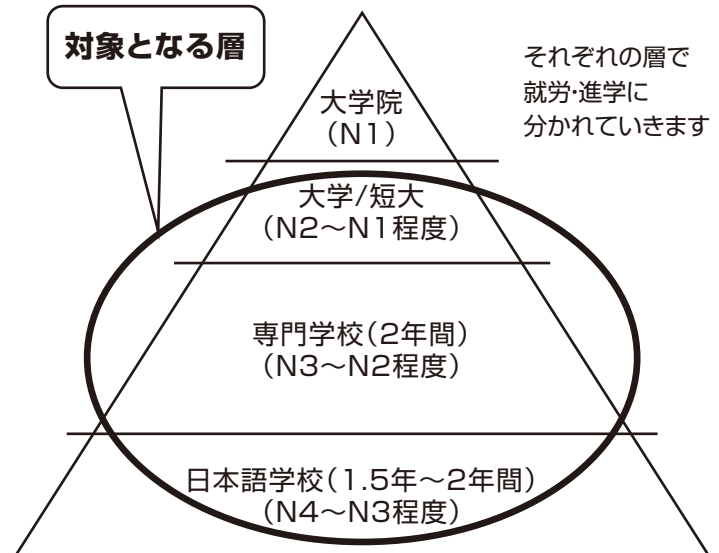 対象となる層
それぞれの層で
就労・進学に
分かれていきます
大学院
（N1）
大学/短大
（N2～N1程度）
専門学校（2年間）
（N3～N2程度）
日本語学校（1.5年～2年間）
（N4～N3程度）